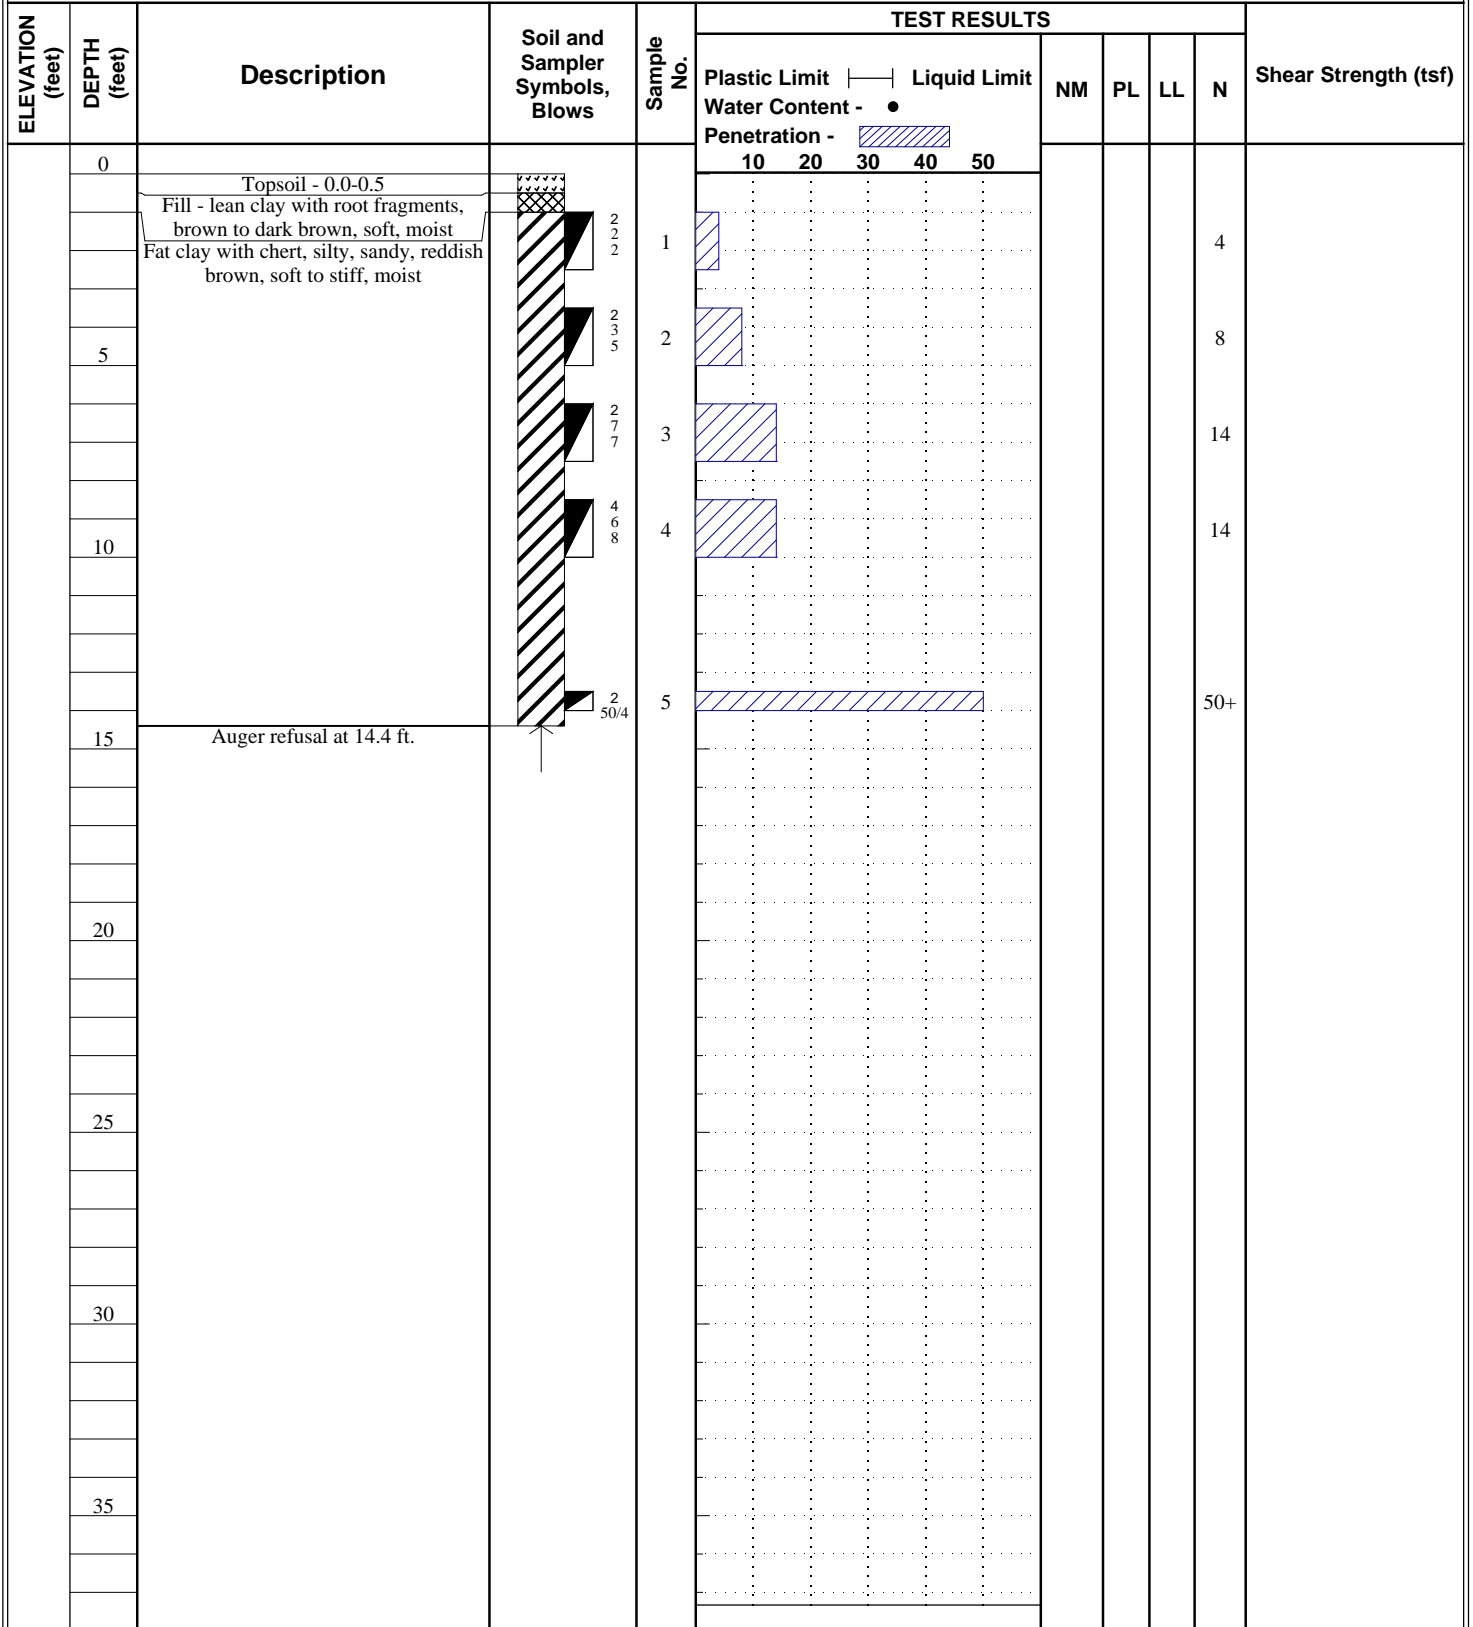 TEST RESULTS
ELEVATION
(feet)
DEPTH
(feet)
Description
Soil and
Sampler
Symbols,
Blows
Sample
No.
Plastic Limit Liquid Limit
Water Content -
Penetration -
NM PL LL N
Shear Strength (tsf)
10 20 30 40 50
0
Topsoil - 0.0-0.5
Fill - lean clay with root fragments,
brown to dark brown, soft, moist
Fat clay with chert, silty, sandy, reddish
brown, soft to stiff, moist
2
2
2
1
4
2
3
5
2
8
5
2
7
7
3
14
4
6
8
4
14
10
2
50/4
5
50+
15
Auger refusal at 14.4 ft.
20
25
30
35